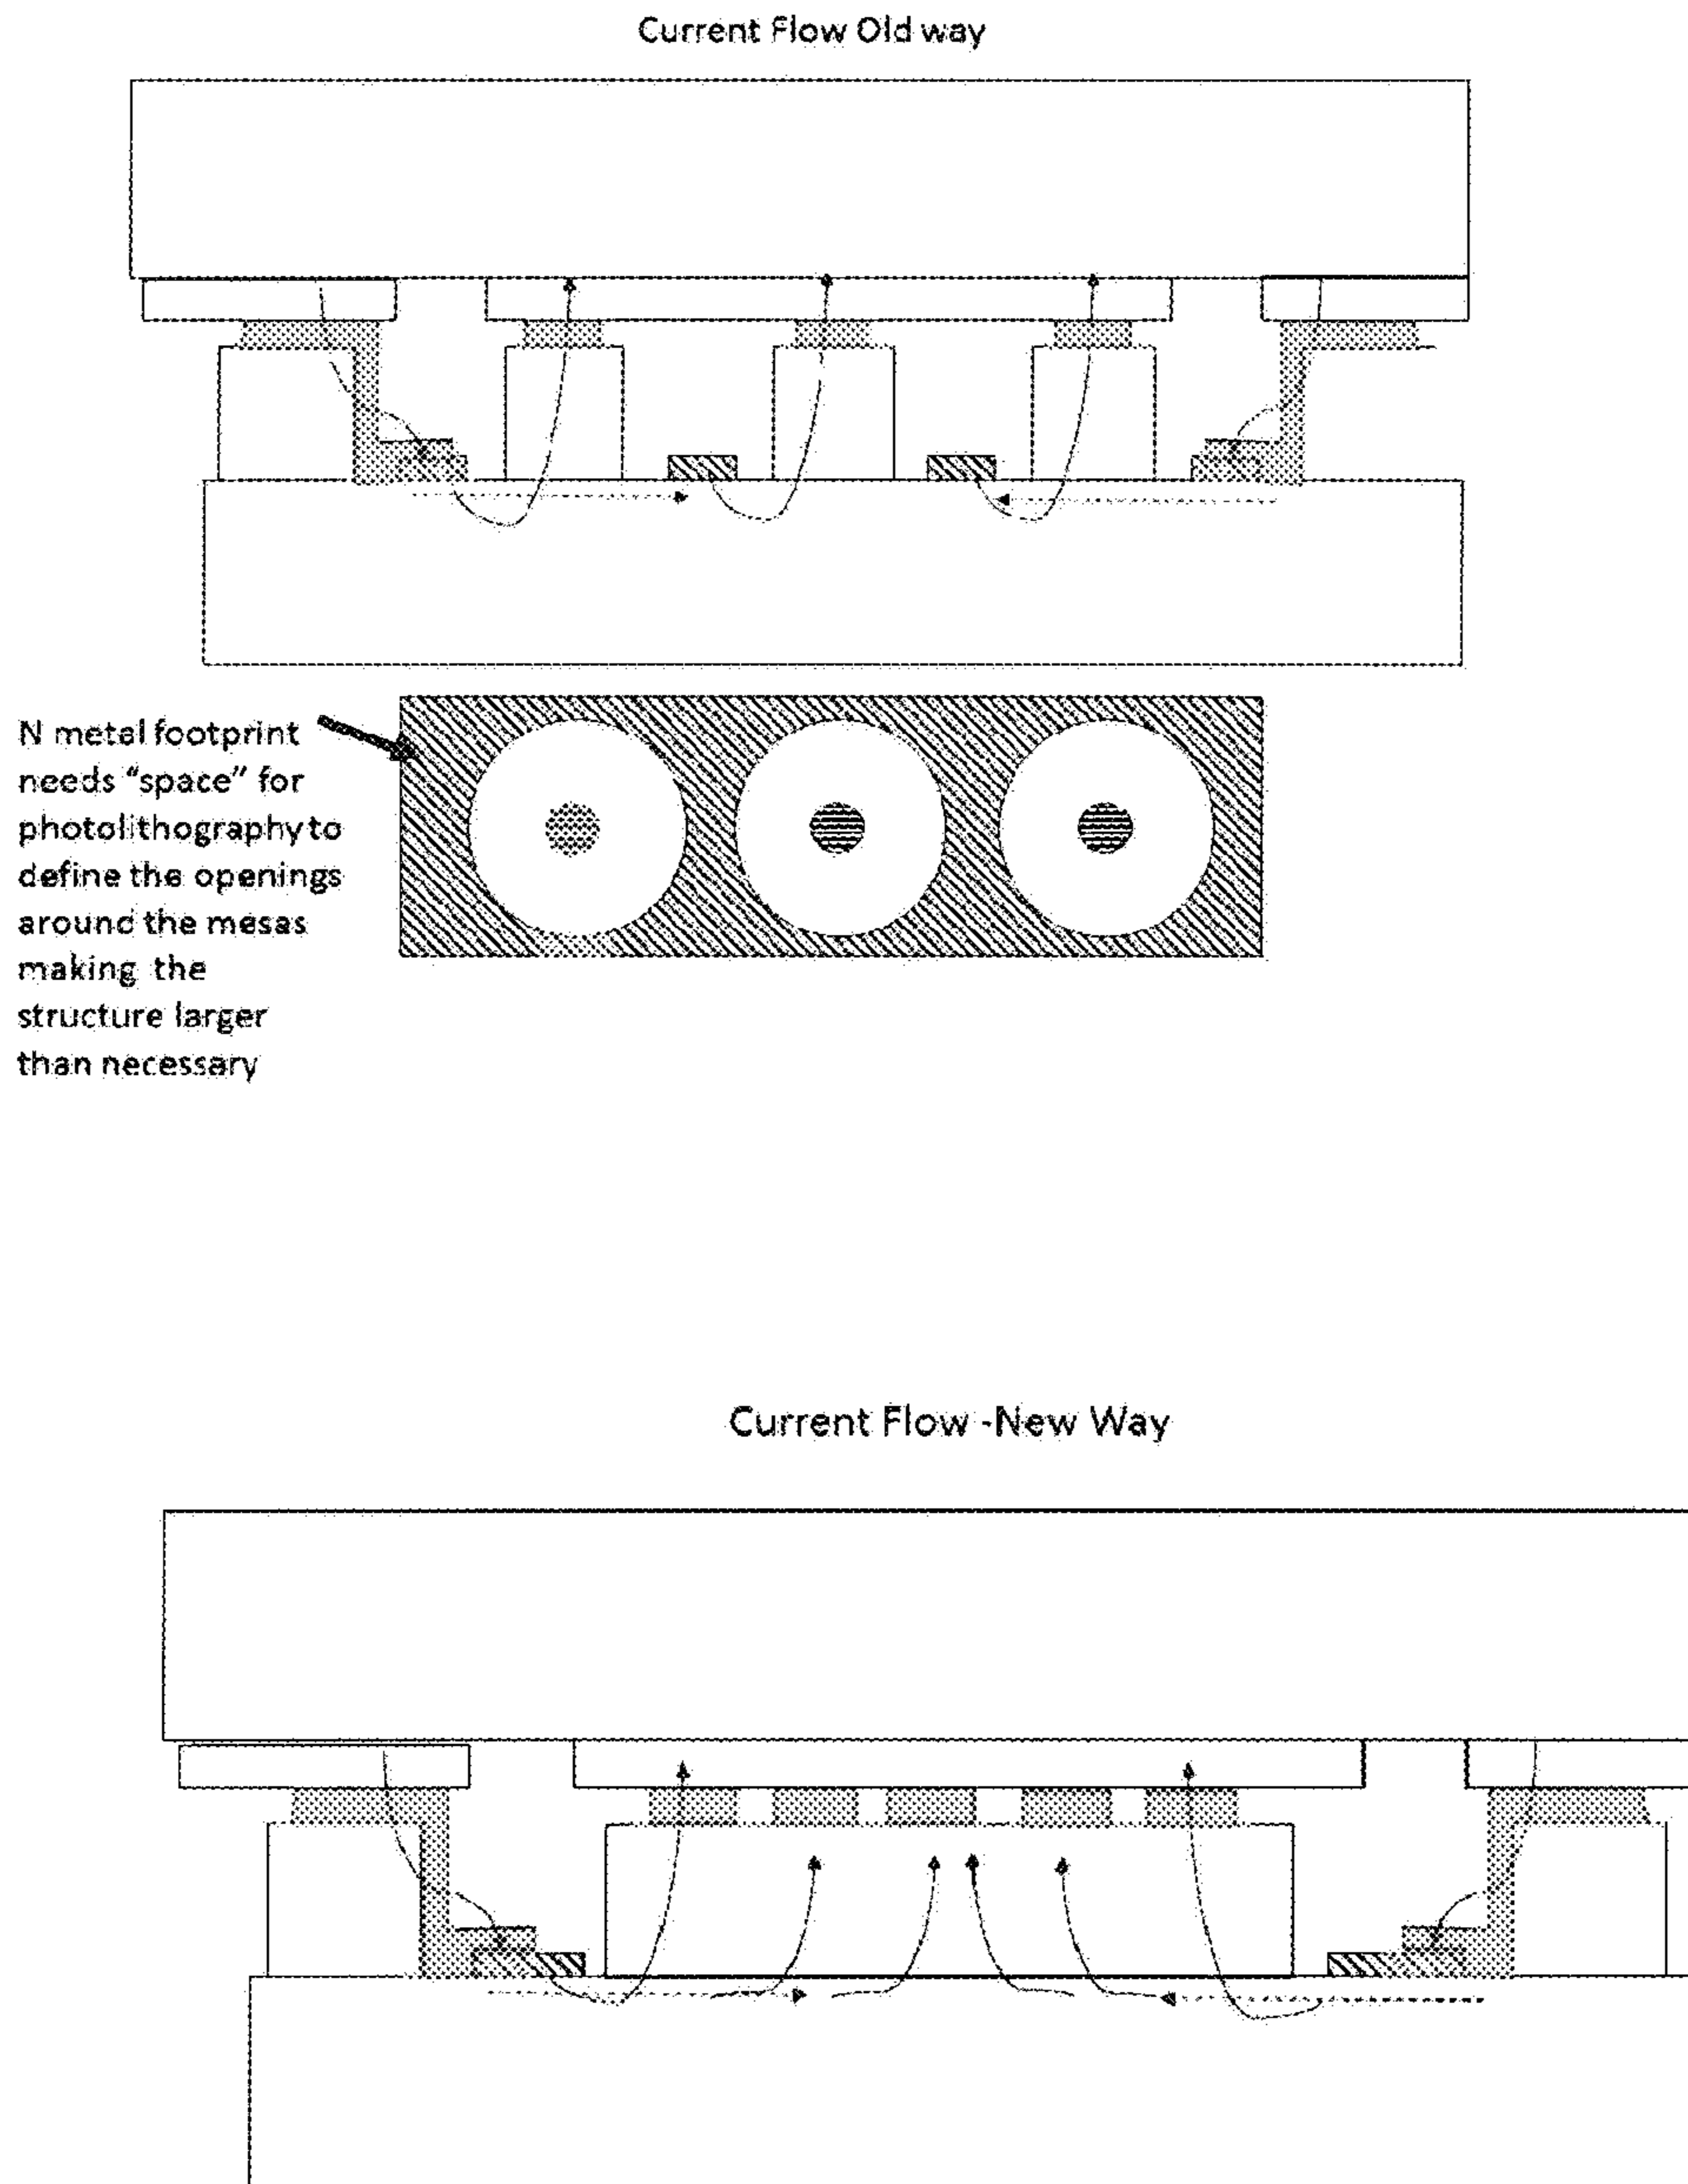 Current Flow Old way
N metal footprint
needs “space” for
photolithography to
define the openings
around the mesas
making the
structure larger
than necessary
Current Flow -New Way